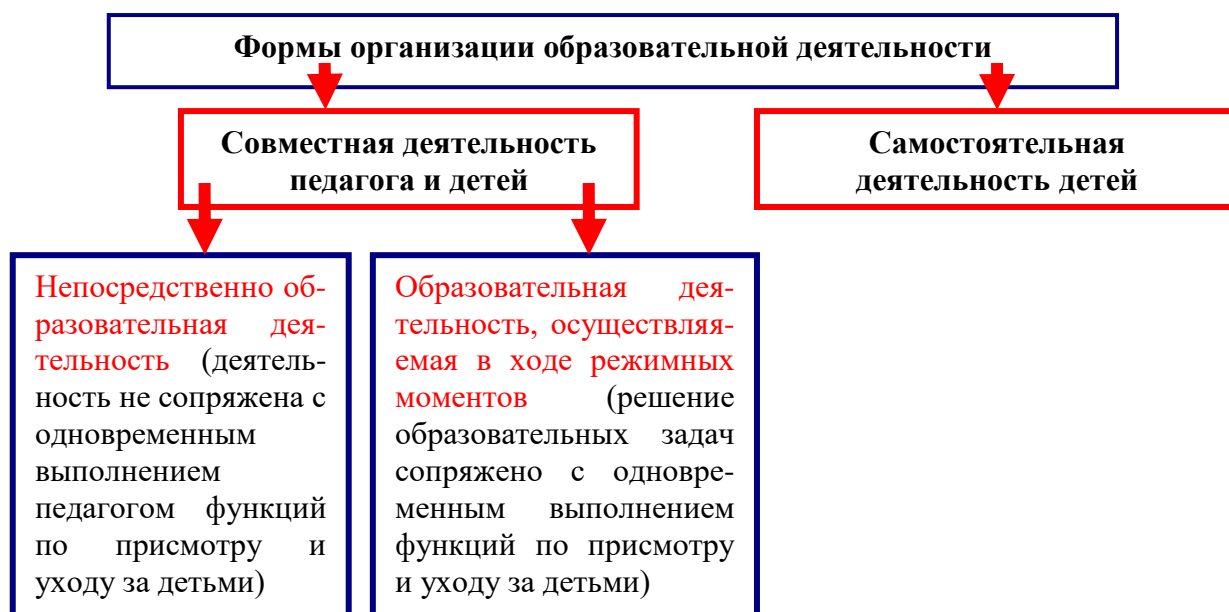 Формы организации образовательной деятельности
Совместная деятельность
педагога и детей
Самостоятельная
деятельность детей
Непосредственно об-
разовательная дея-
тельность (деятель-
ность не сопряжена с
одновременным
выполнением
педагогом функций
по присмотру и
уходу за детьми)
Образовательная дея-
тельность, осуществля-
емая в ходе режимных
моментов (решение
образовательных задач
сопряжено с одновре-
менным выполнением
функций по присмотру
и уходу за детьми)